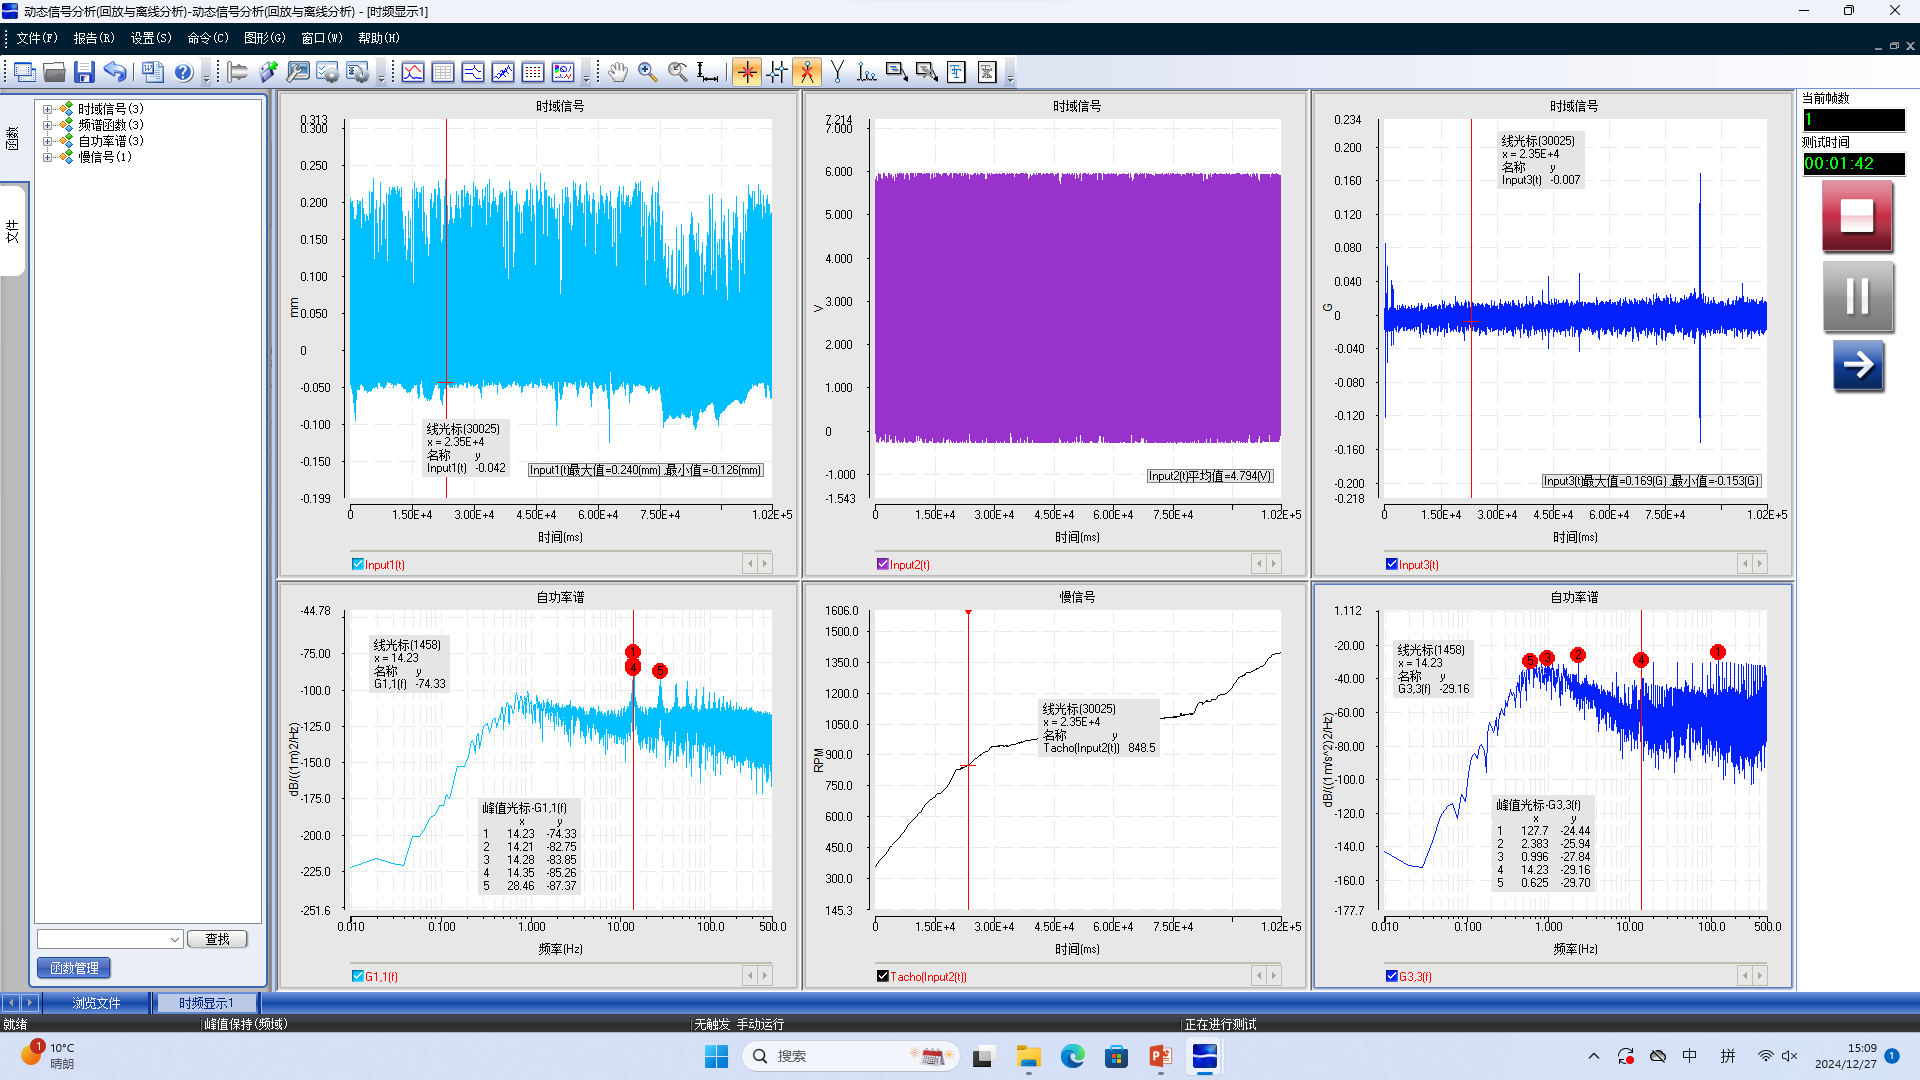 动态信号分析(回放与离线分析)-动态信号分析(回放与离线分析) - [时频显示1]
文件(F) 报告(R) 设置(S) 命令(C) 图形(G) 窗口(W) 帮助(H)
函数
文件
时域信号(3)
频谱函数(3)
自功率谱(3)
慢信号(1)
查找
函数管理
时域信号
0.313
0.300
0.250
0.200
0.150
0.100
0.050
0
-0.050
-0.100
-0.150
-0.199
mm
线光标(30025)
x = 2.35E+4
名称 y
Input1(t) -0.042
Input1(t)最大值=0.240(mm) ,最小值=-0.126(mm)
0 1.50E+4 3.00E+4 4.50E+4 6.00E+4 7.50E+4 1.02E+5
时间(ms)
Input1(t)
时域信号
7.214
7.000
6.000
5.000
4.000
3.000
2.000
1.000
0
-1.000
-1.543
V
Input2(t)平均值=4.794(V)
0 1.50E+4 3.00E+4 4.50E+4 6.00E+4 7.50E+4 1.02E+5
时间(ms)
Input2(t)
时域信号
0.234
0.200
0.160
0.120
0.080
0.040
0
-0.040
-0.080
-0.120
-0.160
-0.200
-0.218
G
线光标(30025)
x = 2.35E+4
名称 y
Input3(t) -0.007
Input3(t)最大值=0.169(G) ,最小值=-0.153(G)
0 1.50E+4 3.00E+4 4.50E+4 6.00E+4 7.50E+4 1.02E+5
时间(ms)
Input3(t)
自功率谱
-44.78
-75.00
-100.0
-125.0
-150.0
-175.0
-200.0
-225.0
-251.6
dB/((1m)2/Hz)
线光标(1458)
x = 14.23
名称 y
G1,1(f) -74.33
1
4
5
峰值光标-G1,1(f)
x y
1 14.23 -74.33
2 14.21 -82.75
3 14.28 -83.85
4 14.35 -85.26
5 28.46 -87.37
0.010 0.100 1.000 10.00 100.0 500.0
频率(Hz)
G1,1(f)
慢信号
1606.0
1500.0
1350.0
1200.0
1050.0
900.0
750.0
600.0
450.0
300.0
145.3
RPM
线光标(30025)
x = 2.35E+4
名称 y
Tacho(Input2(t)) 848.5
0 1.50E+4 3.00E+4 4.50E+4 6.00E+4 7.50E+4 1.02E+5
时间(ms)
Tacho(Input2(t))
自功率谱
1.112
-20.00
-40.00
-60.00
-80.00
-100.0
-120.0
-140.0
-160.0
-177.7
dB/((1m/s^2)2/Hz)
线光标(1458)
x = 14.23
名称 y
G3,3(f) -29.16
5 3 2 4 1
峰值光标-G3,3(f)
x y
1 127.7 -24.44
2 2.383 -25.94
3 0.996 -27.84
4 14.23 -29.16
5 0.625 -29.70
0.010 0.100 1.000 10.00 100.0 500.0
频率(Hz)
G3,3(f)
当前帧数
1
测试时间
00:01:42
浏览文件 时频显示1
就绪 峰值保持(频域) 无触发 手动运行 正在进行测试
1
10°C
晴朗
搜索
中 拼
15:09
2024/12/27
1